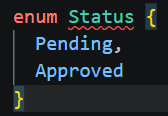 enum Status {
  Pending,
  Approved
}